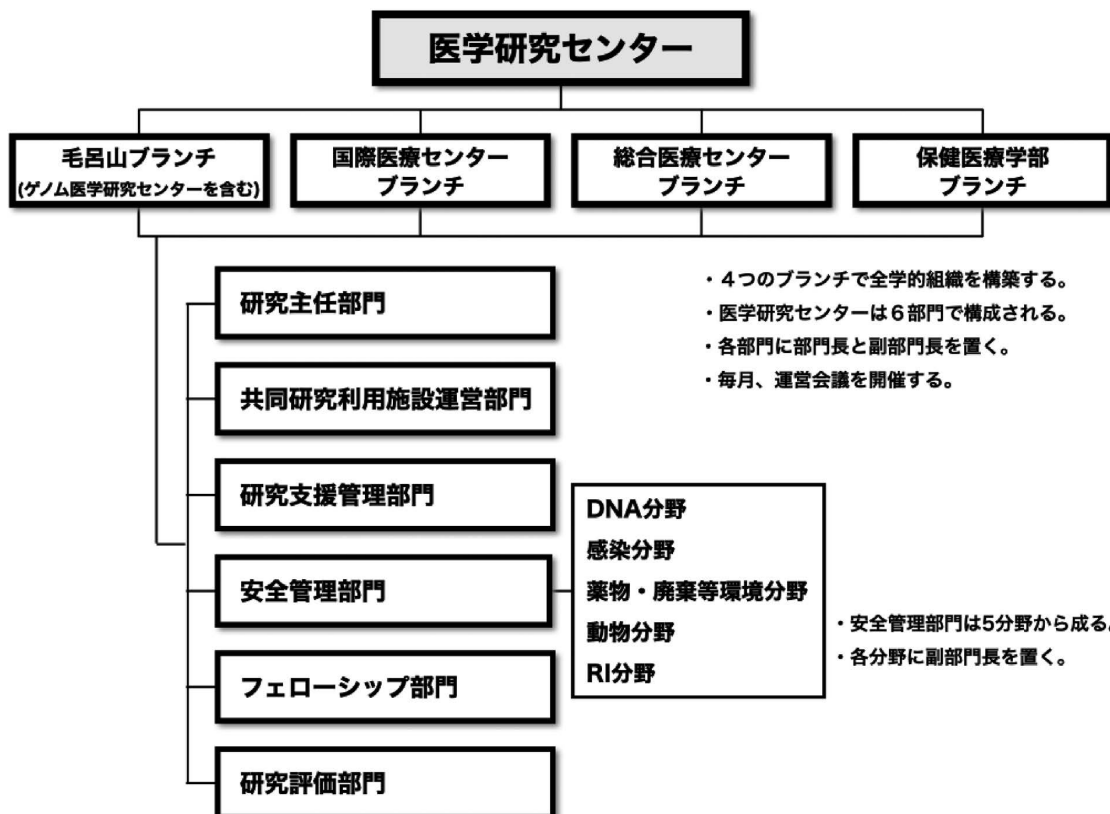 医学研究センター
毛呂山ブランチ
(ゲノム医学研究センターを含む)
国際医療センター
ブランチ
総合医療センター
ブランチ
保健医療学部
ブランチ
・４つのブランチで全学的組織を構築する。
・医学研究センターは６部門で構成される。
・各部門に部門長と副部門長を置く。
・毎月、運営会議を開催する。
研究主任部門
共同研究利用施設運営部門
研究支援管理部門
安全管理部門
フェローシップ部門
研究評価部門
DNA分野
感染分野
薬物・廃棄等環境分野
動物分野
RI分野
・安全管理部門は5分野から成る。
・各分野に副部門長を置く。